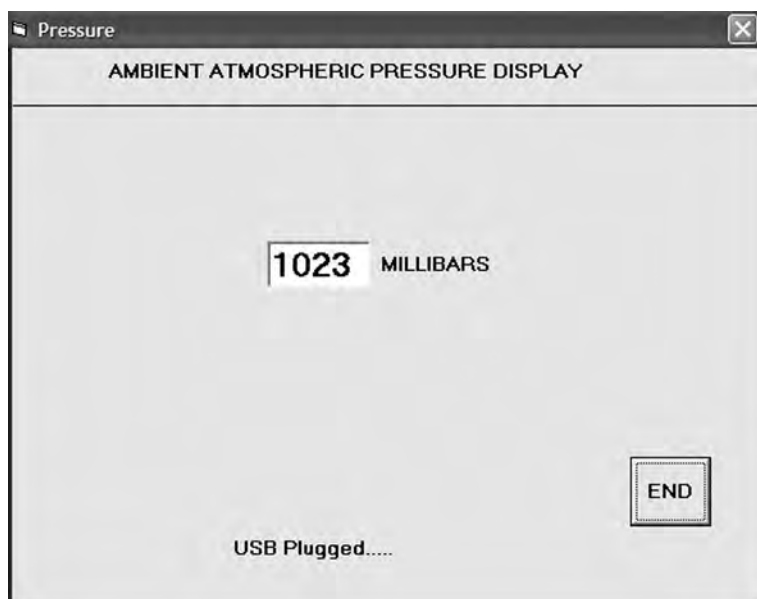 Pressure
AMBIENT ATMOSPHERIC PRESSURE DISPLAY
1023 MILLIBARS
END
USB Plugged.....